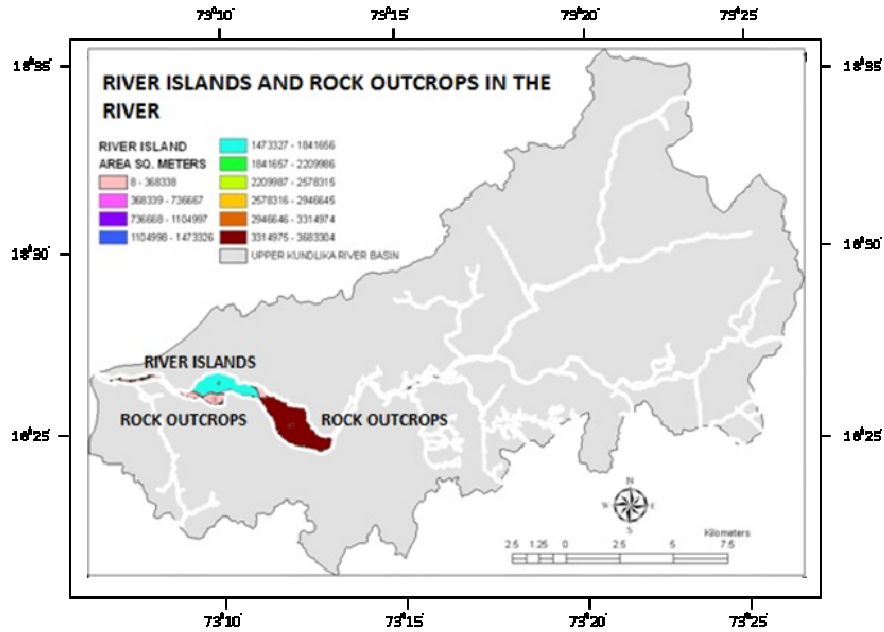 73°10' 73°15' 73°20' 73°25'
RIVER ISLANDS AND ROCK OUTCROPS IN THE
RIVER
RIVER ISLAND
AREA SQ. METERS
8 - 368338
368339 - 736667
736668 - 1104997
1104998 - 1473326
1473327 - 1841656
1841657 - 2209986
2209987 - 2578315
2578316 - 2946645
2946646 - 3314974
3314975 - 3683304
UPPER KUNDLIKA RIVER BASIN
18°30' 18°30'
RIVER ISLANDS
ROCK OUTCROPS ROCK OUTCROPS
18°25' 18°25'
N
W E
S
Kilometers
2.5 1.25 0 2.5 5 7.5
73°10' 73°15' 73°20' 73°25'